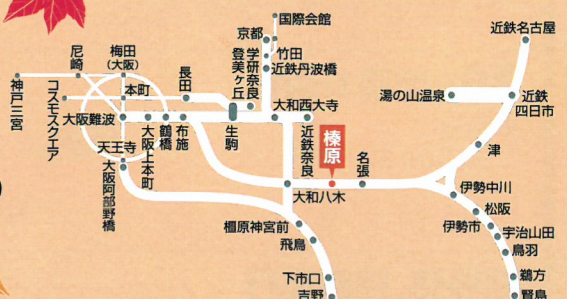 国際会館
京都
竹田
近鉄丹波橋
学研奈良
登美ヶ丘
近鉄名古屋
尼崎
梅田
(大阪)
神戸三宮
コスモスクエア
本町
長田
大阪難波
大阪上本町
鶴橋
布施
生駒
大和西大寺
近鉄奈良
湯の山温泉
近鉄
四日市
天王寺
大阪阿部野橋
榛原
名張
大和八木
津
伊勢中川
松阪
伊勢市
宇治山田
鳥羽
橿原神宮前
飛鳥
下市口
吉野
鵜方
賢島